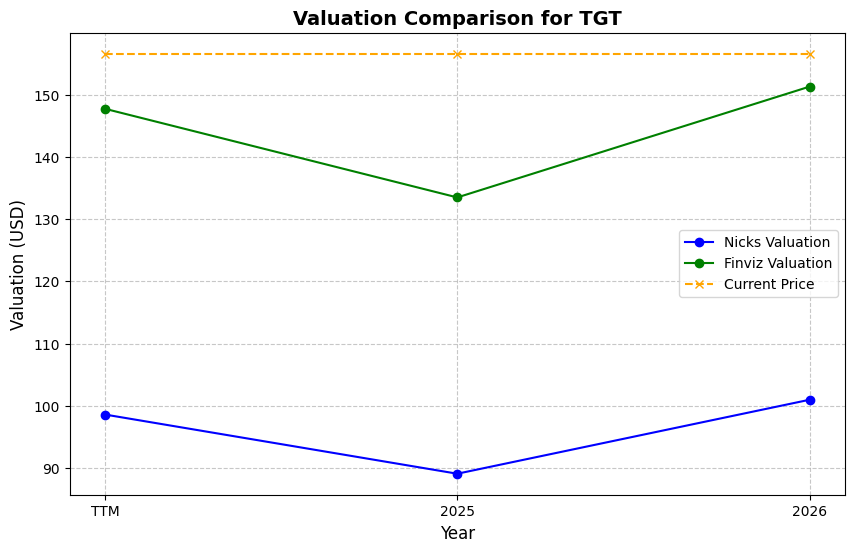 Valuation Comparison for TGT
Valuation (USD)
150
140
130
120
110
100
90
Nicks Valuation
Finviz Valuation
Current Price
TTM
2025
2026
Year